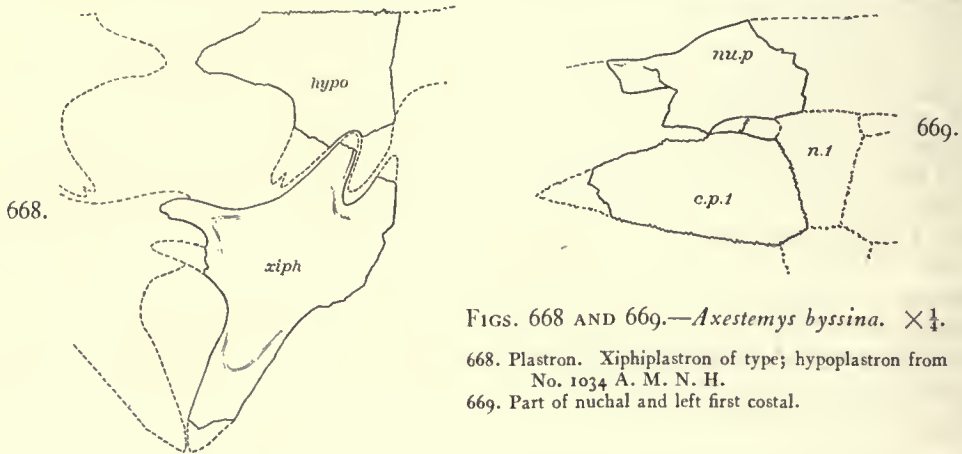 hypo
xiph
668.
nu.p
n.1
c.p.1
669.
FIGS. 668 AND 669.—Axestemys byssina. × ¼.
668. Plastron. Xiphiplastron of type; hypoplastron from
No. 1034 A. M. N. H.
669. Part of nuchal and left first costal.